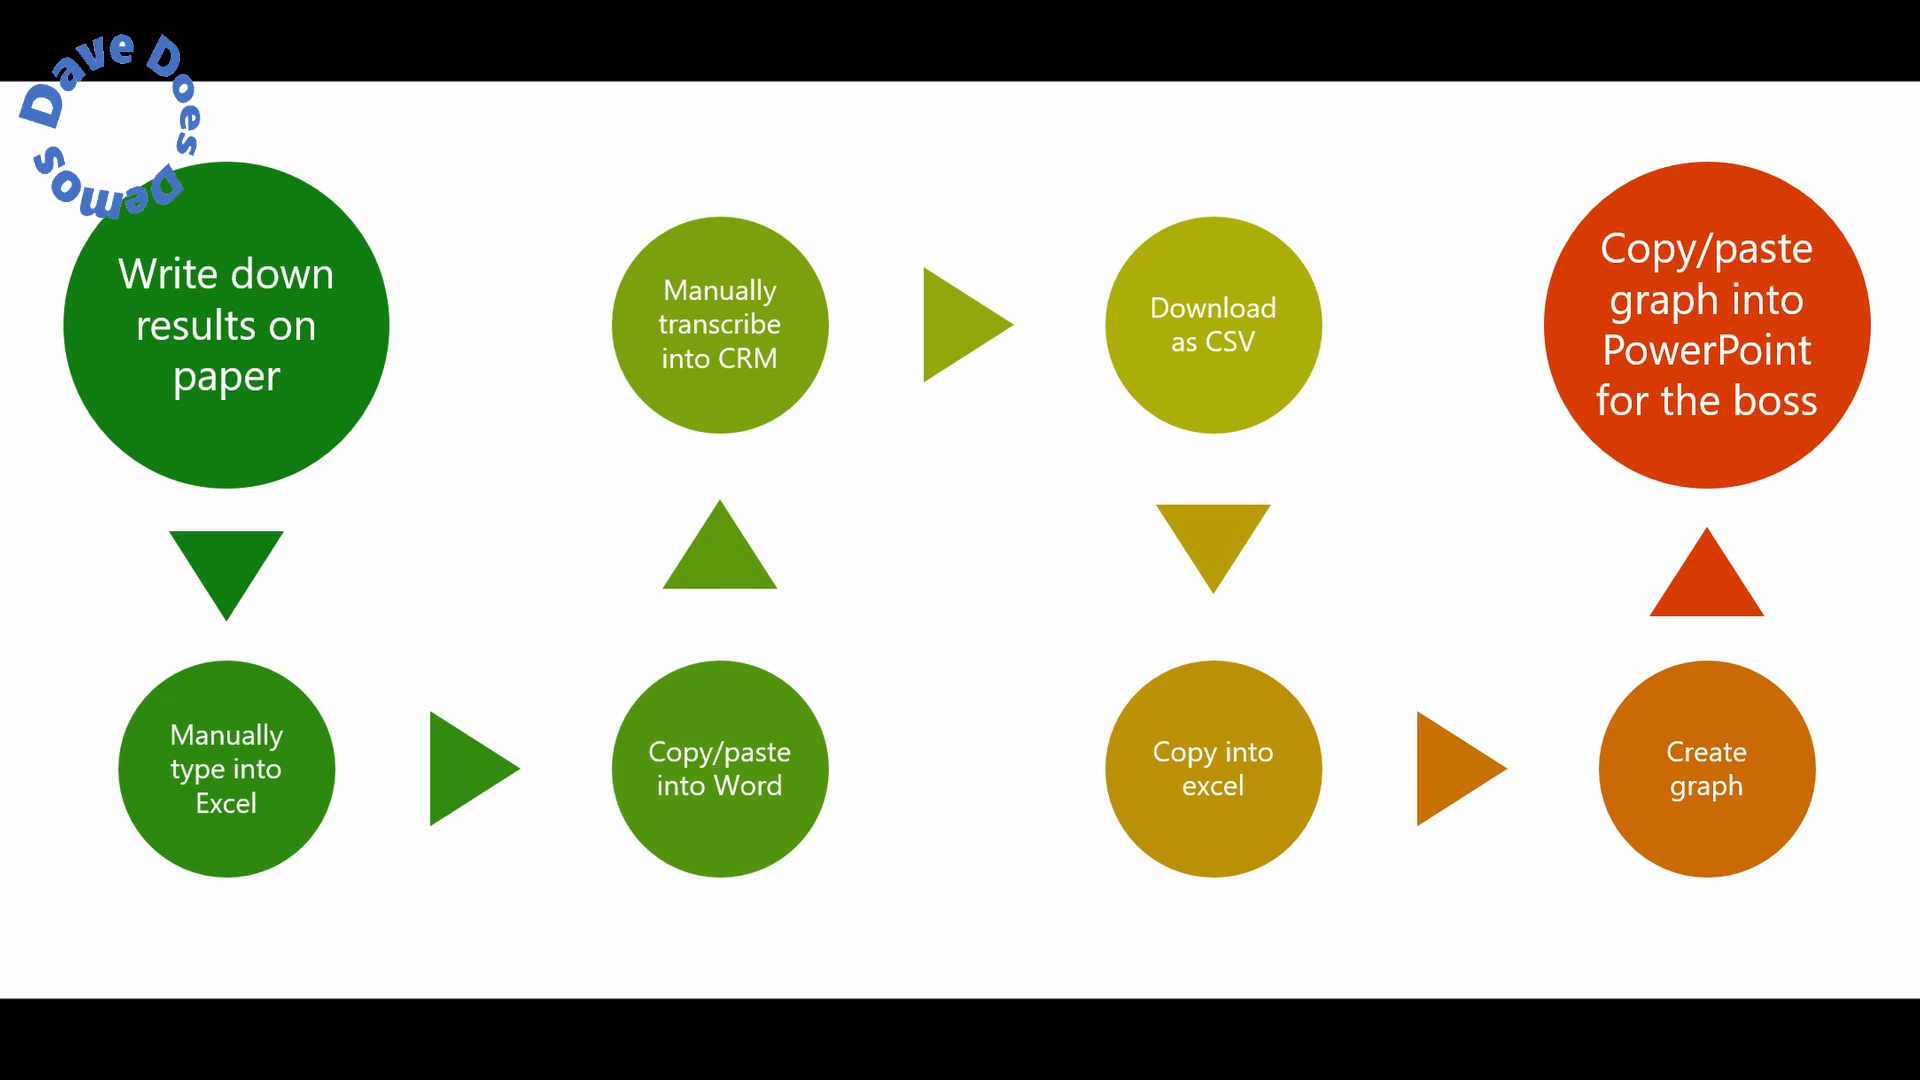 Dave Does Demos
Write down
results on
paper
Manually
type into
Excel
Copy/paste
into Word
Manually
transcribe
into CRM
Download
as CSV
Copy into
excel
Create
graph
Copy/paste
graph into
PowerPoint
for the boss